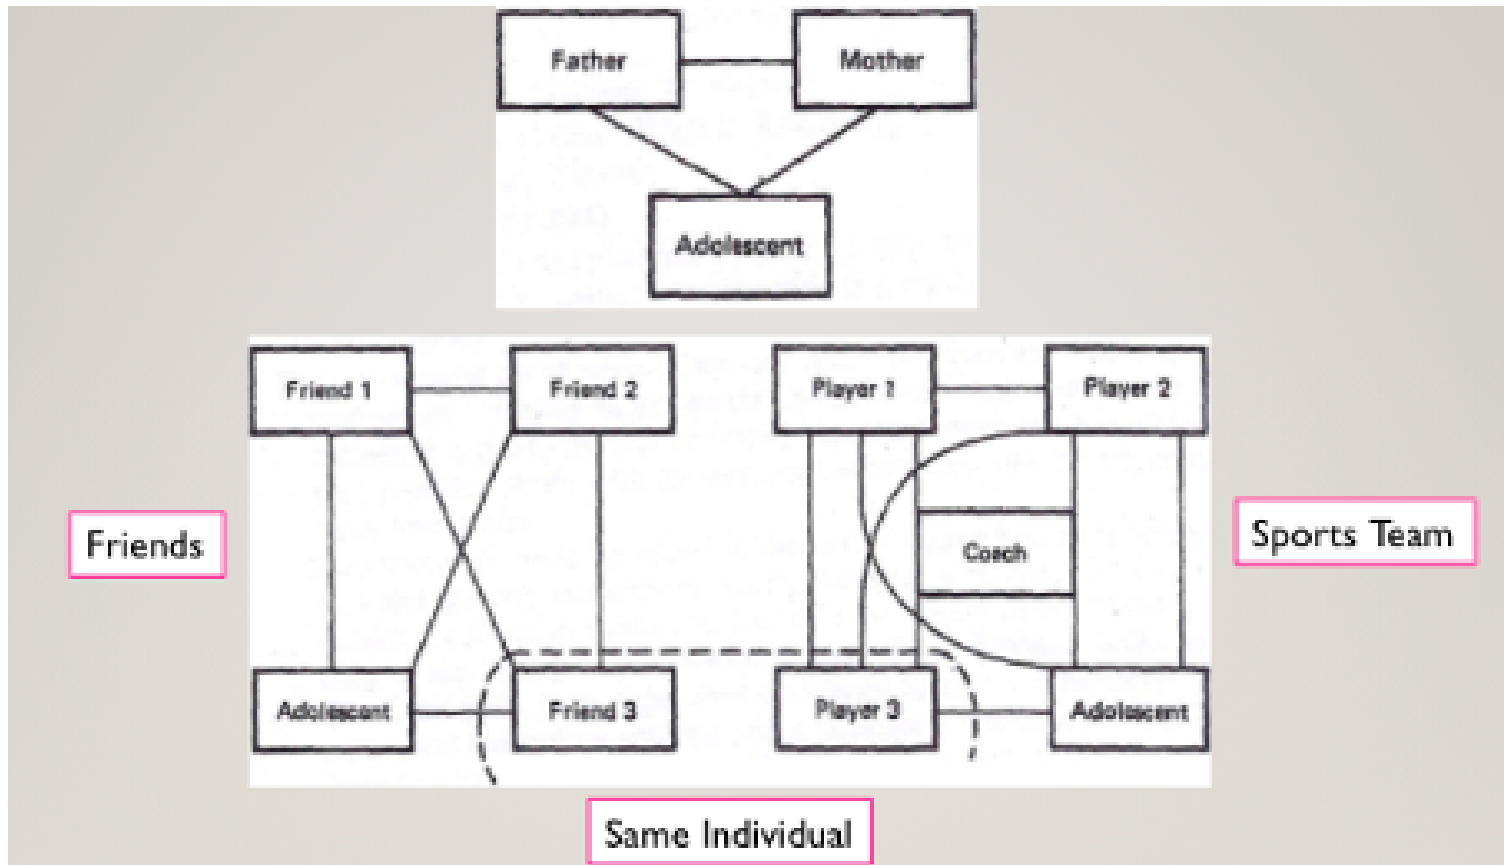 Father
Mother
Adolescent
Friend 1
Friend 2
Player 1
Player 2
Friends
Coach
Sports Team
Adolescent
Friend 3
Player 3
Adolescent
Same Individual